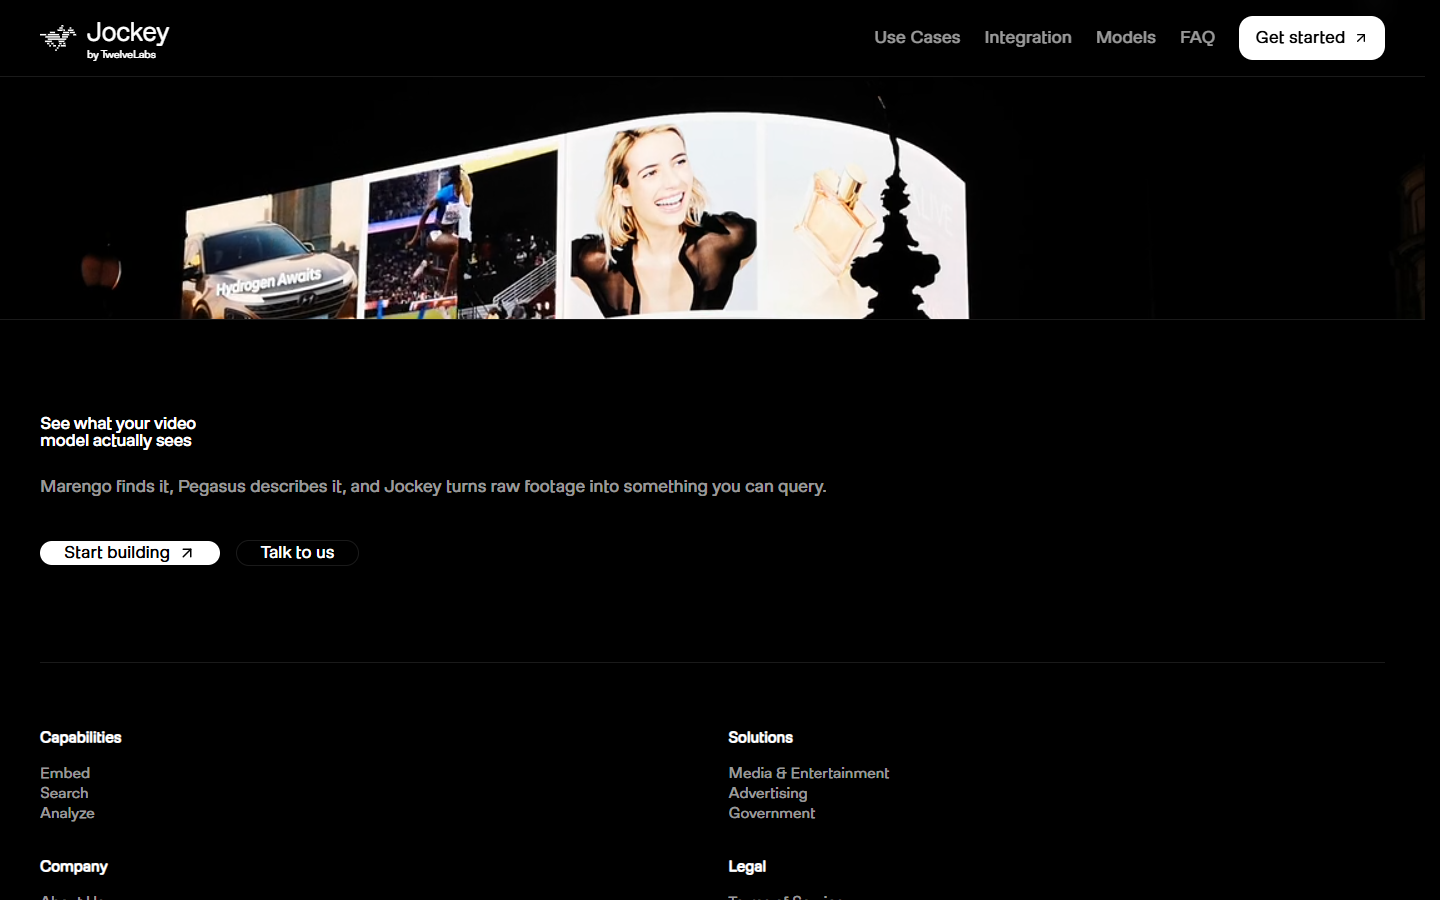 Jockey
by TwelveLabs
Use Cases
Integration
Models
FAQ
Get started
Hydrogen Awaits
ALIVE
See what your video
model actually sees
Marengo finds it, Pegasus describes it, and Jockey turns raw footage into something you can query.
Start building
Talk to us
Capabilities
Solutions
Embed
Search
Analyze
Media & Entertainment
Advertising
Government
Company
Legal